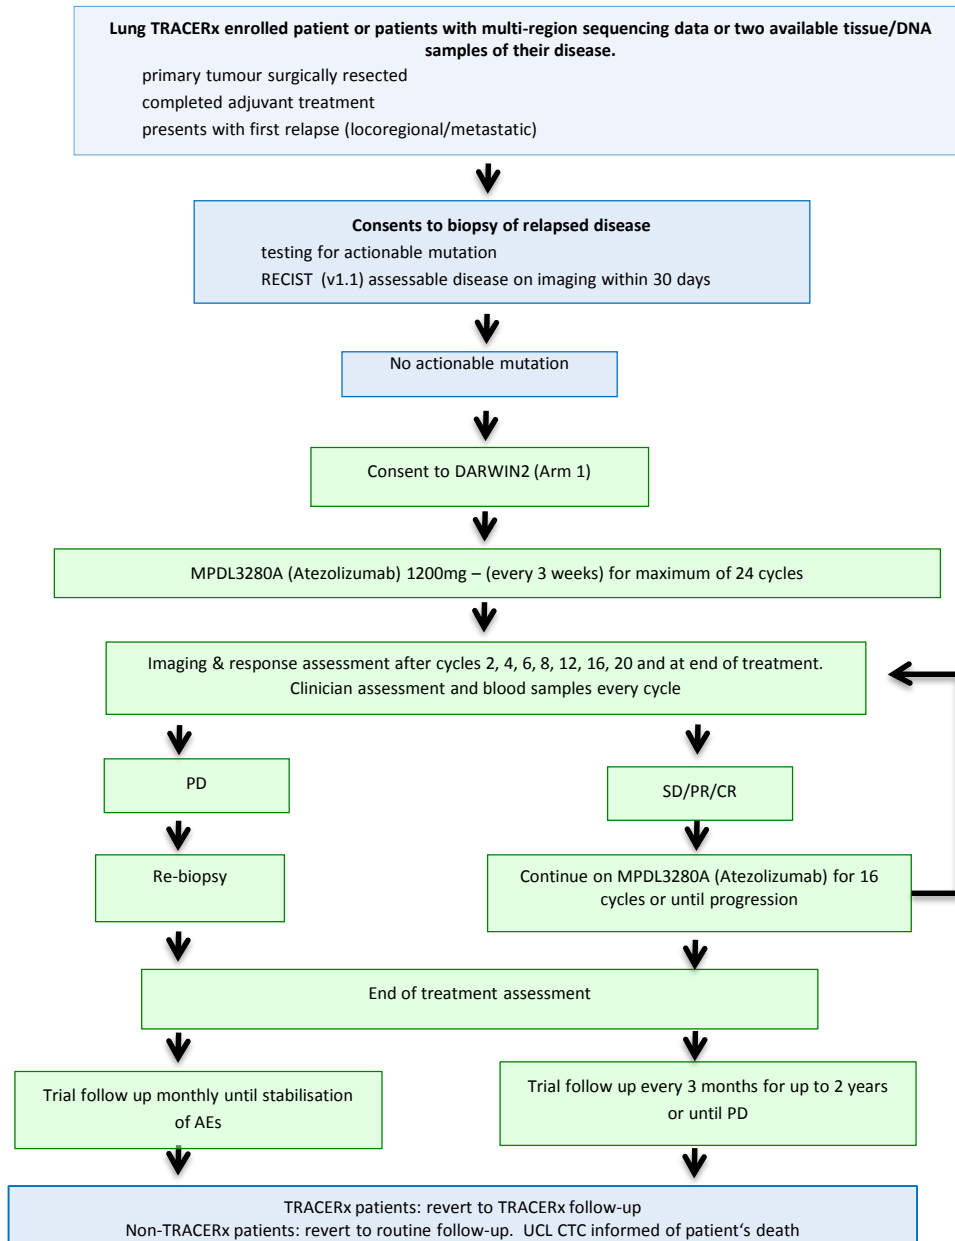 Lung TRACERx enrolled patient or patients with multi-region sequencing data or two available tissue/DNA
samples of their disease.
primary tumour surgically resected
completed adjuvant treatment
presents with first relapse (locoregional/metastatic)
Consents to biopsy of relapsed disease
testing for actionable mutation
RECIST (v1.1) assessable disease on imaging within 30 days
No actionable mutation
Consent to DARWIN2 (Arm 1)
MPDL3280A (Atezolizumab) 1200mg – (every 3 weeks) for maximum of 24 cycles
Imaging & response assessment after cycles 2, 4, 6, 8, 12, 16, 20 and at end of treatment.
Clinician assessment and blood samples every cycle
PD
SD/PR/CR
Re-biopsy
Continue on MPDL3280A (Atezolizumab) for 16
cycles or until progression
End of treatment assessment
Trial follow up monthly until stabilisation
of AEs
Trial follow up every 3 months for up to 2 years
or until PD
TRACERx patients: revert to TRACERx follow-up
Non-TRACERx patients: revert to routine follow-up.  UCL CTC informed of patient‘s death